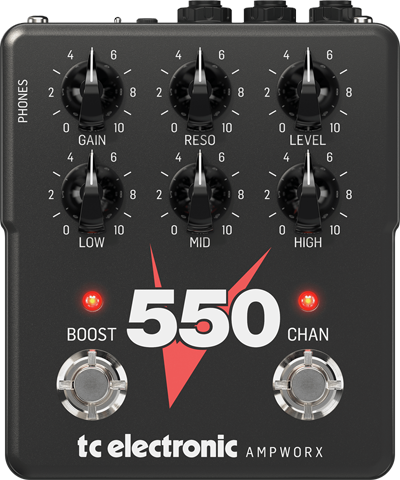 PHONES
4 6 4 6 4 6
2 8 2 8 2 8
0 10 0 10 0 10
GAIN RESO LEVEL
4 6 4 6 4 6
2 8 2 8 2 8
0 10 0 10 0 10
LOW MID HIGH
BOOST 550 CHAN
tc electronic AMPWORX